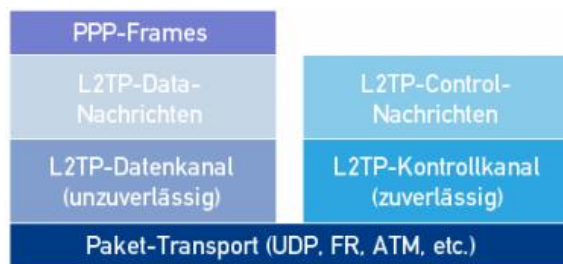 PPP-Frames
L2TP-Data-
Nachrichten
L2TP-Datenkanal
(unzuverlässig)
L2TP-Control-
Nachrichten
L2TP-Kontrollkanal
(zuverlässig)
Paket-Transport (UDP, FR, ATM, etc.)